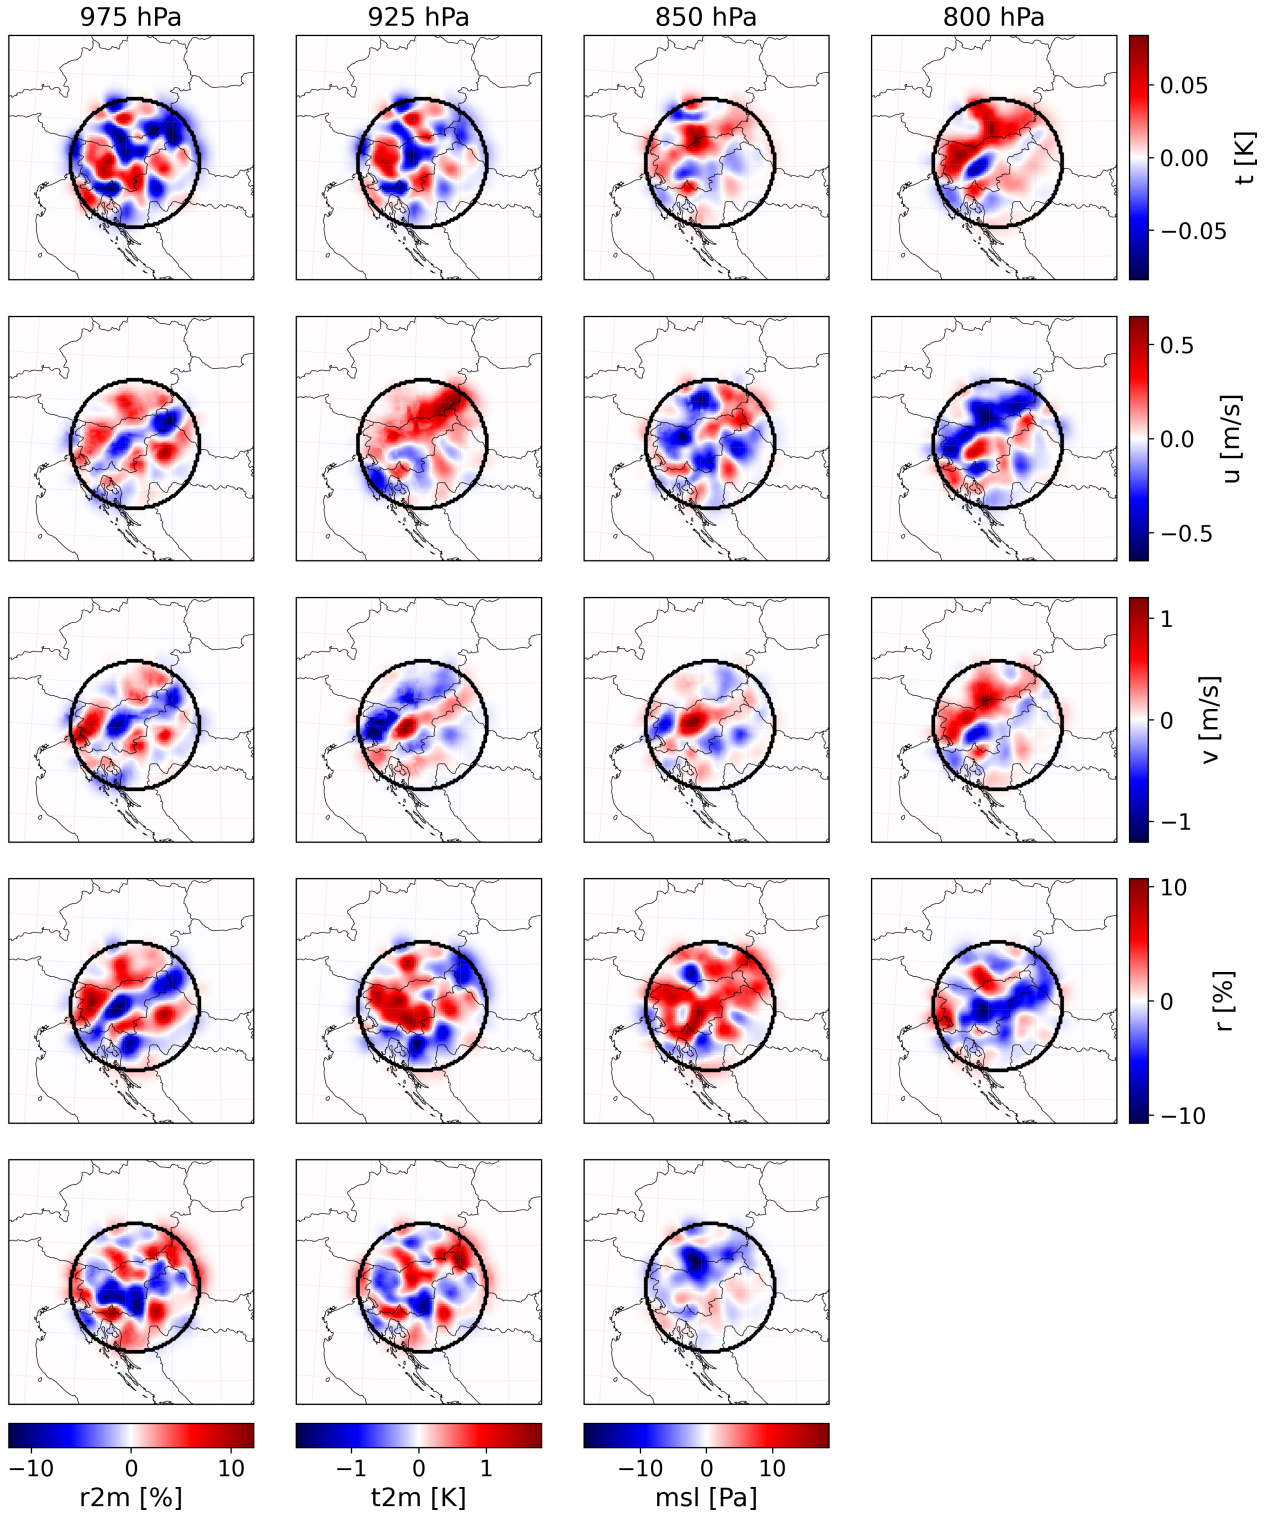 975 hPa 925 hPa 850 hPa 800 hPa
0.05
0.00
−0.05
t [K]
0.5
0.0
−0.5
u [m/s]
1
0
−1
v [m/s]
10
0
−10
r [%]
−10 0 10 −1 0 1 −10 0 10
r2m [%] t2m [K] msl [Pa]